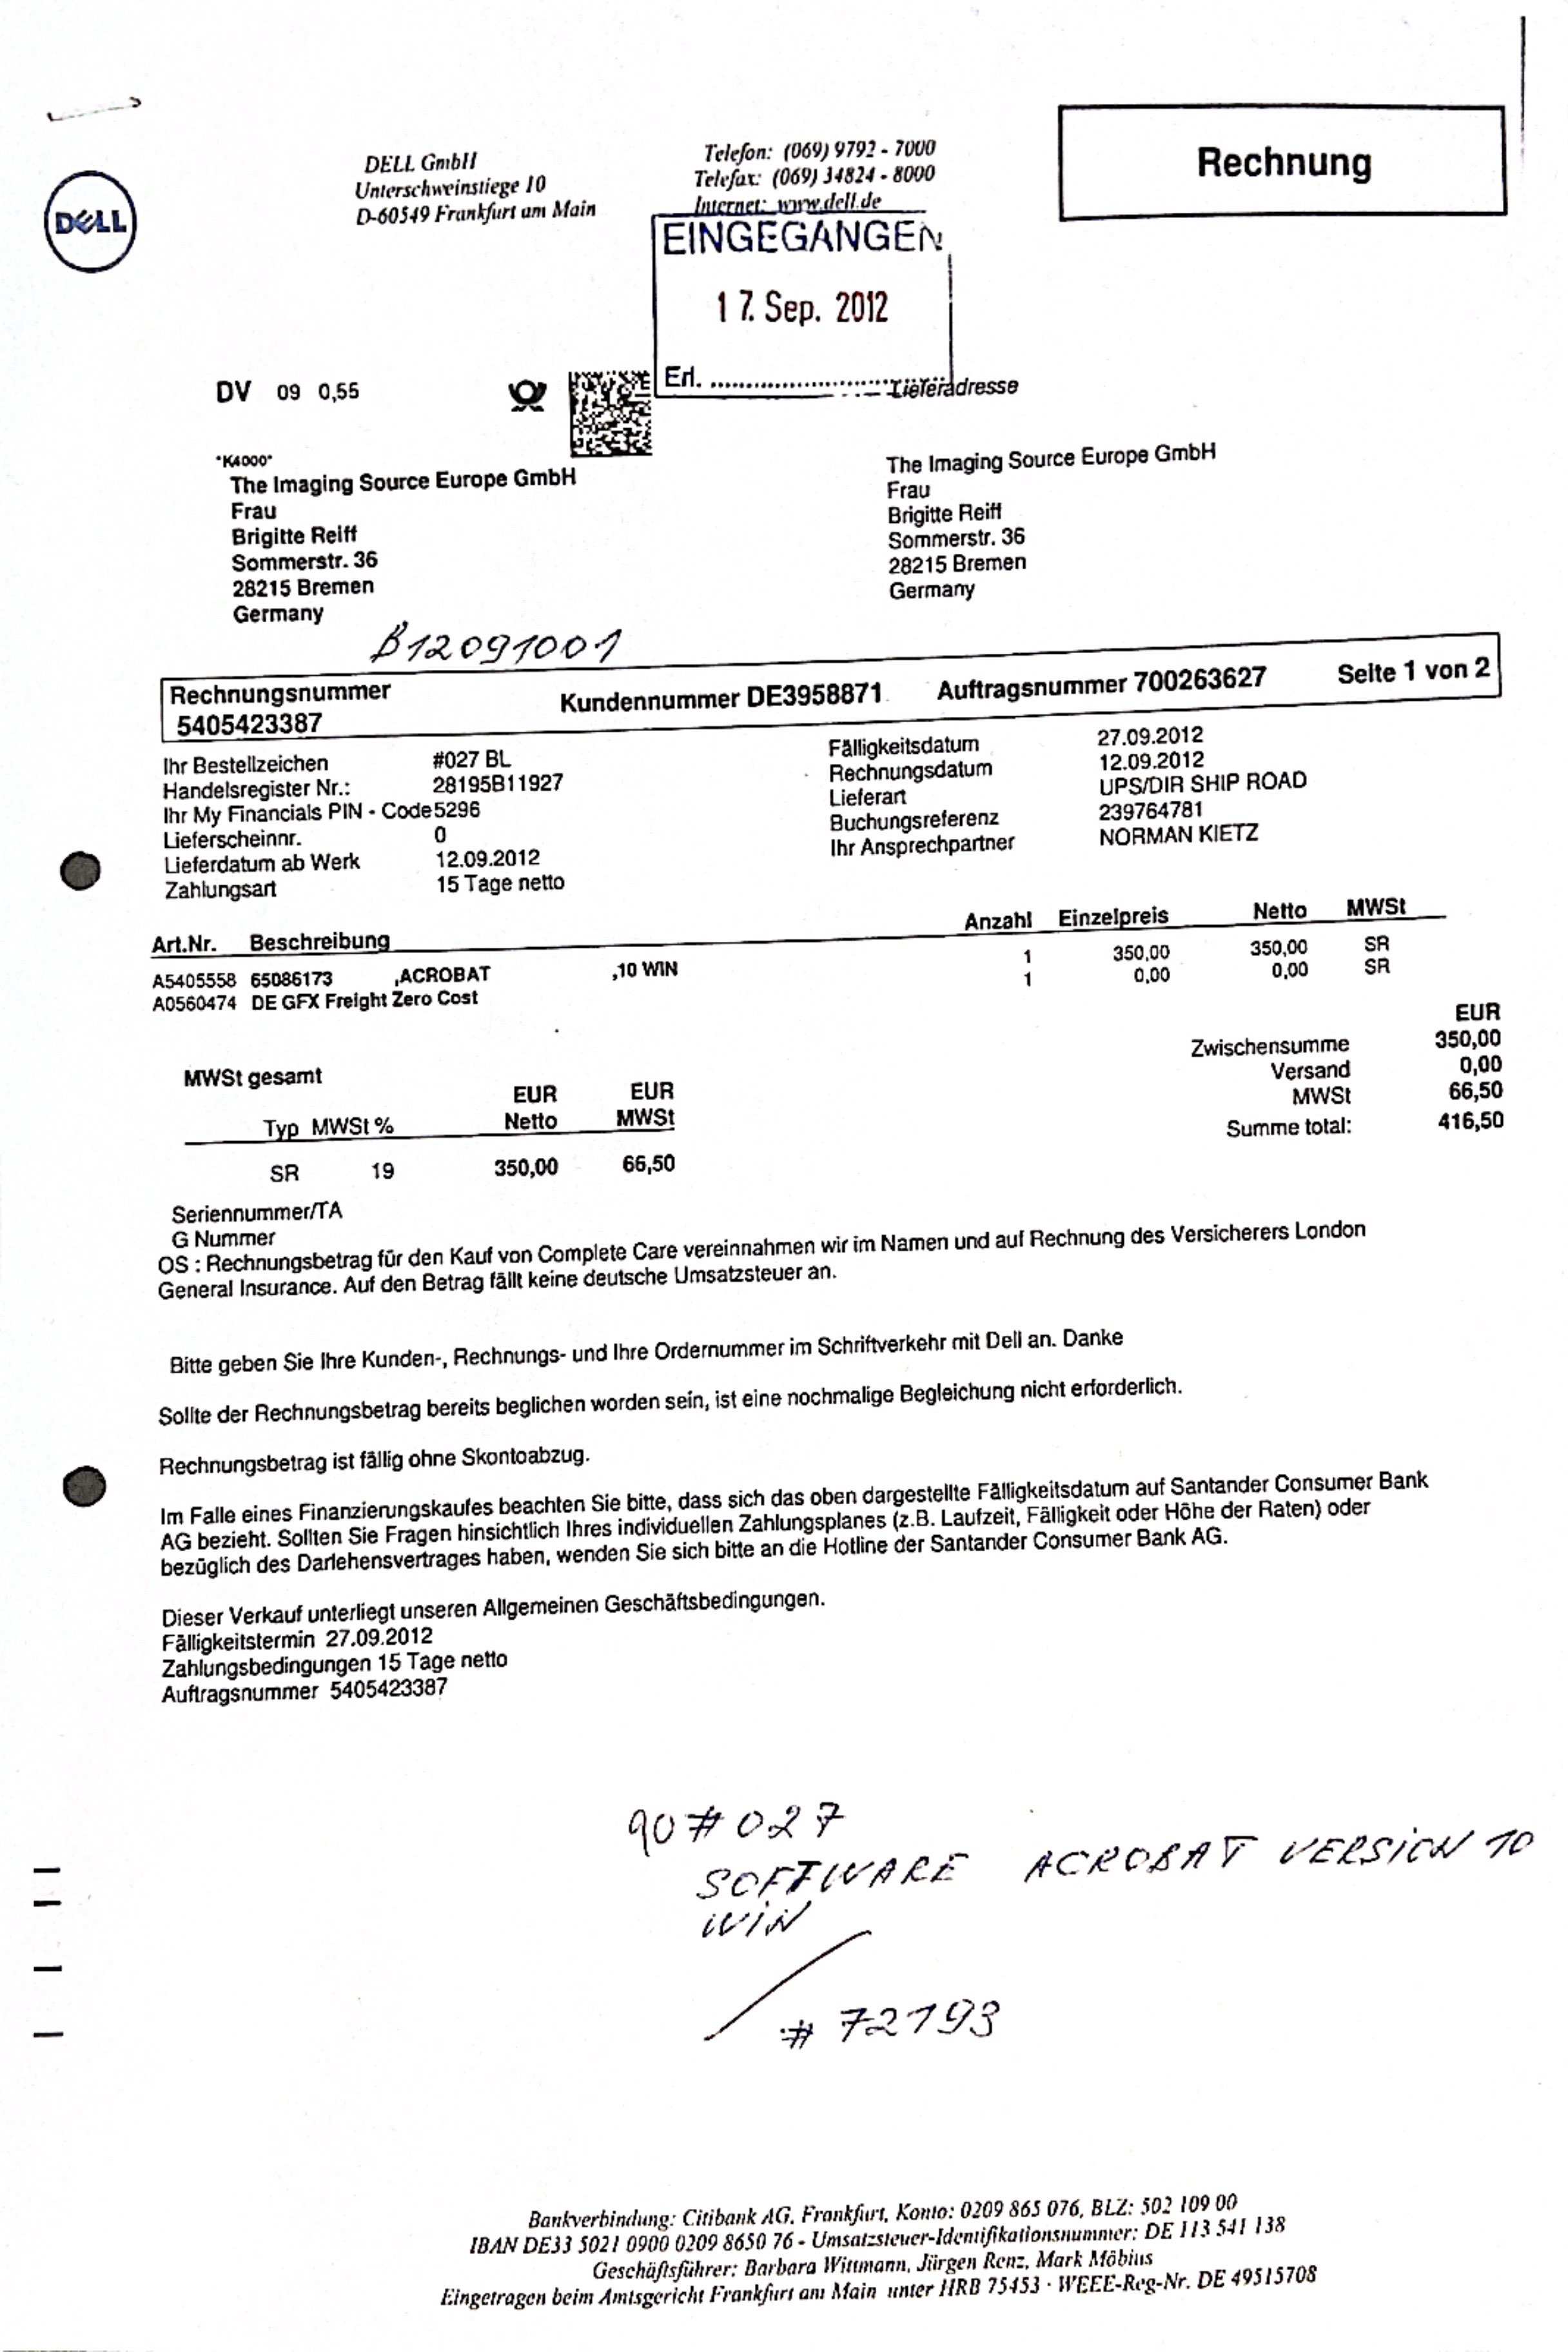 DELL
DELL GmbH
Unterschweinstiege 10
D-60549 Frankfurt am Main
Telefon: (069) 9792 - 7000
Telefax: (069) 34824 - 8000
Internet: www.dell.de
Rechnung
EINGEGANGEN
17. Sep. 2012
Erl. ........................
DV 09 0,55
Lieferadresse
*K4000*
The Imaging Source Europe GmbH
Frau
Brigitte Reiff
Sommerstr. 36
28215 Bremen
Germany
The Imaging Source Europe GmbH
Frau
Brigitte Reiff
Sommerstr. 36
28215 Bremen
Germany
B12091001
Rechnungsnummer
5405423387
Kundennummer DE3958871 Auftragsnummer 700263627 Seite 1 von 2
Ihr Bestellzeichen #027 BL
Handelsregister Nr.: 28195B11927
Ihr My Financials PIN - Code 5296
Lieferscheinnr. 0
Lieferdatum ab Werk 12.09.2012
Zahlungsart 15 Tage netto
Fälligkeitsdatum 27.09.2012
Rechnungsdatum 12.09.2012
Lieferart UPS/DIR SHIP ROAD
Buchungsreferenz 239764781
Ihr Ansprechpartner NORMAN KIETZ
Art.Nr. Beschreibung Anzahl Einzelpreis Netto MWSt
A5405558 65086173 ,ACROBAT ,10 WIN 1 350,00 350,00 SR
A0560474 DE GFX Freight Zero Cost 1 0,00 0,00 SR
EUR
Zwischensumme 350,00
Versand 0,00
MWSt 66,50
Summe total: 416,50
MWSt gesamt
EUR EUR
Typ MWSt % Netto MWSt
SR 19 350,00 66,50
Seriennummer/TA
G Nummer
OS : Rechnungsbetrag für den Kauf von Complete Care vereinnahmen wir im Namen und auf Rechnung des Versicherers London
General Insurance. Auf den Betrag fällt keine deutsche Umsatzsteuer an.
Bitte geben Sie Ihre Kunden-, Rechnungs- und Ihre Ordernummer im Schriftverkehr mit Dell an. Danke
Sollte der Rechnungsbetrag bereits beglichen worden sein, ist eine nochmalige Begleichung nicht erforderlich.
Rechnungsbetrag ist fällig ohne Skontoabzug.
Im Falle eines Finanzierungskaufes beachten Sie bitte, dass sich das oben dargestellte Fälligkeitsdatum auf Santander Consumer Bank
AG bezieht. Sollten Sie Fragen hinsichtlich Ihres individuellen Zahlungsplanes (z.B. Laufzeit, Fälligkeit oder Höhe der Raten) oder
bezüglich des Darlehensvertrages haben, wenden Sie sich bitte an die Hotline der Santander Consumer Bank AG.
Dieser Verkauf unterliegt unseren Allgemeinen Geschäftsbedingungen.
Fälligkeitstermin 27.09.2012
Zahlungsbedingungen 15 Tage netto
Auftragsnummer 5405423387
90#027
SOFTWARE ACROBAT VERSION 10
WIN
# 72193
Bankverbindung: Citibank AG, Frankfurt, Konto: 0209 865 076, BLZ: 502 109 00
IBAN DE33 5021 0900 0209 8650 76 - Umsatzsteuer-Identifikationsnummer: DE 113 541 138
Geschäftsführer: Barbara Wittmann, Jürgen Renz, Mark Möbius
Eingetragen beim Amtsgericht Frankfurt am Main unter HRB 75453 · WEEE-Reg-Nr. DE 49515708